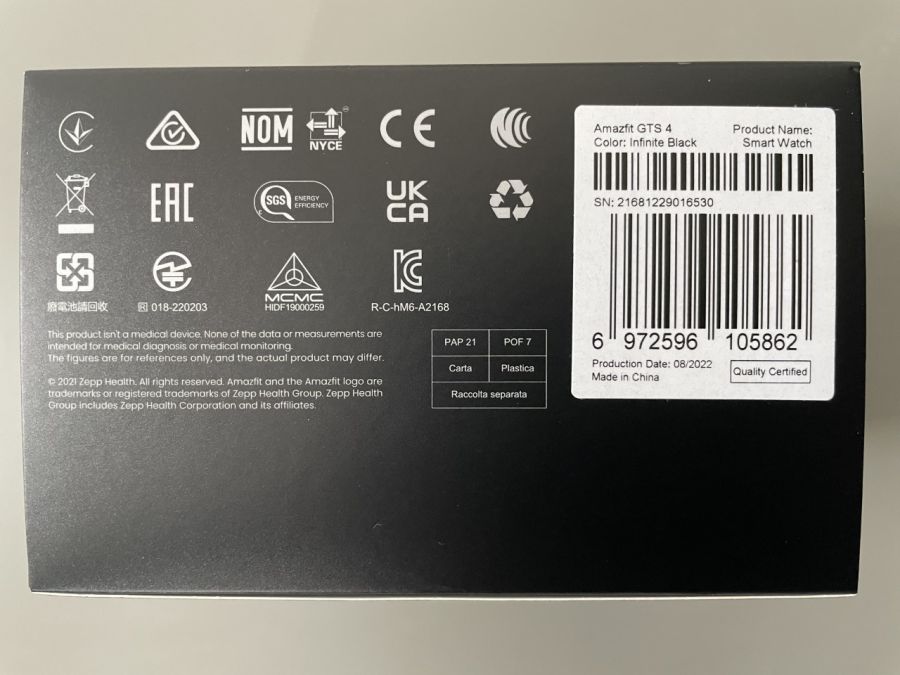 NOM
NYCE
CE
EAC
SGS
ENERGY
EFFICIENCY
UK
CA
廢電池請回收
R 018-220203
MCMC
HIDF19000259
R-C-hM6-A2168
This product isn't a medical device. None of the data or measurements are
intended for medical diagnosis or medical monitoring.
The figures are for references only, and the actual product may differ.
© 2021 Zepp Health. All rights reserved. Amazfit and the Amazfit logo are
trademarks or registered trademarks of Zepp Health Group. Zepp Health
Group includes Zepp Health Corporation and its affiliates.
PAP 21
POF 7
Carta
Plastica
Raccolta separata
Amazfit GTS 4
Product Name:
Color: Infinite Black
Smart Watch
SN: 21681229016530
6 972596 105862
Production Date: 08/2022
Made in China
Quality Certified